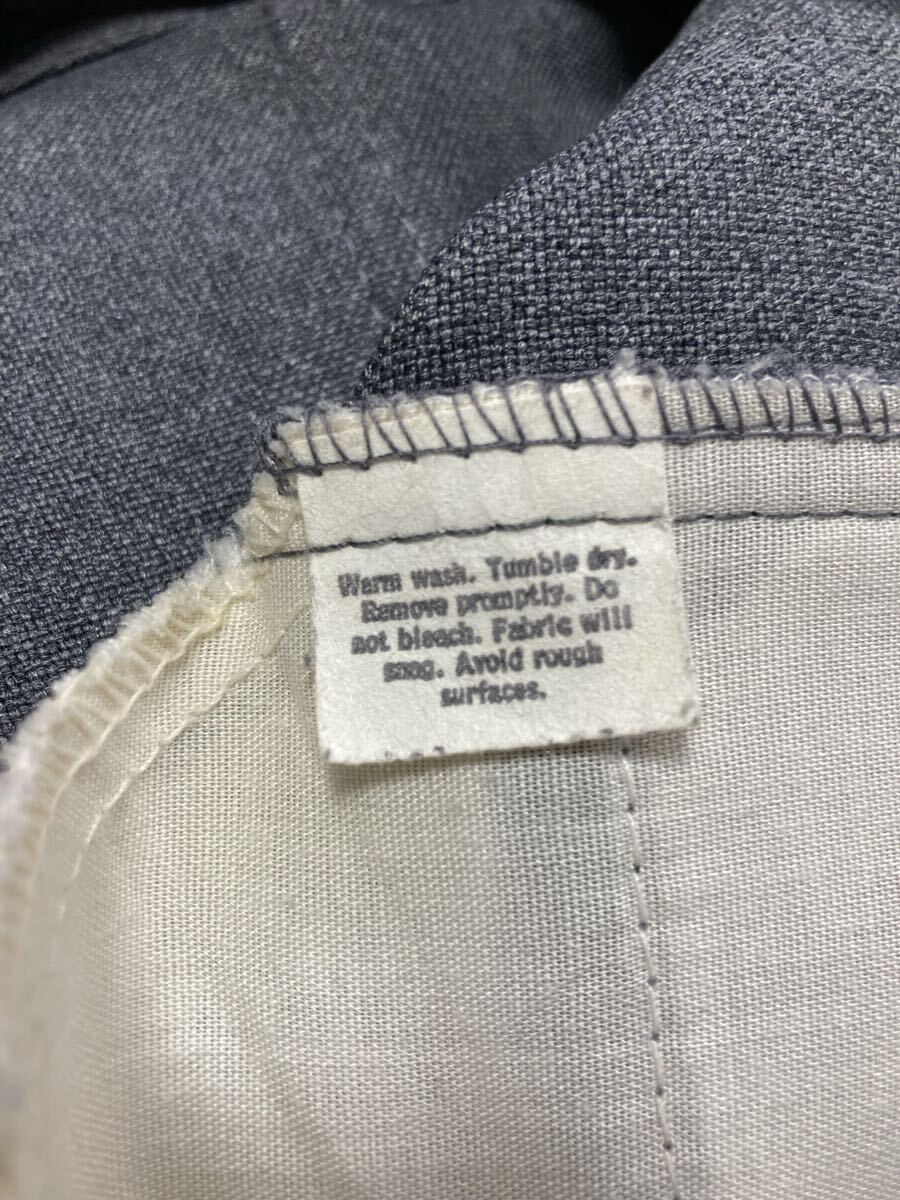 Warm wash. Tumble dry.
Remove promptly. Do
not bleach. Fabric will
snag. Avoid rough
surfaces.